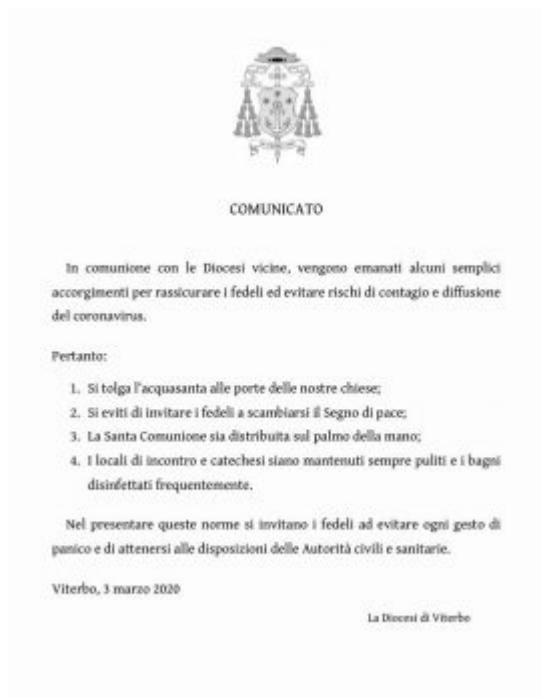 COMUNICATO
In comunione con le Diocesi vicine, vengono emanati alcuni semplici
accorgimenti per rassicurare i fedeli ed evitare rischi di contagio e diffusione
del coronavirus.
Pertanto:
1. Si tolga l'acquasanta alle porte delle nostre chiese;
2. Si eviti di invitare i fedeli a scambiarsi il Segno di pace;
3. La Santa Comunione sia distribuita sul palmo della mano;
4. I locali di incontro e catechesi siano mantenuti sempre puliti e i bagni
disinfettati frequentemente.
Nel presentare queste norme si invitano i fedeli ad evitare ogni gesto di
panico e di attenersi alle disposizioni delle Autorità civili e sanitarie.
Viterbo, 3 marzo 2020
La Diocesi di Viterbo